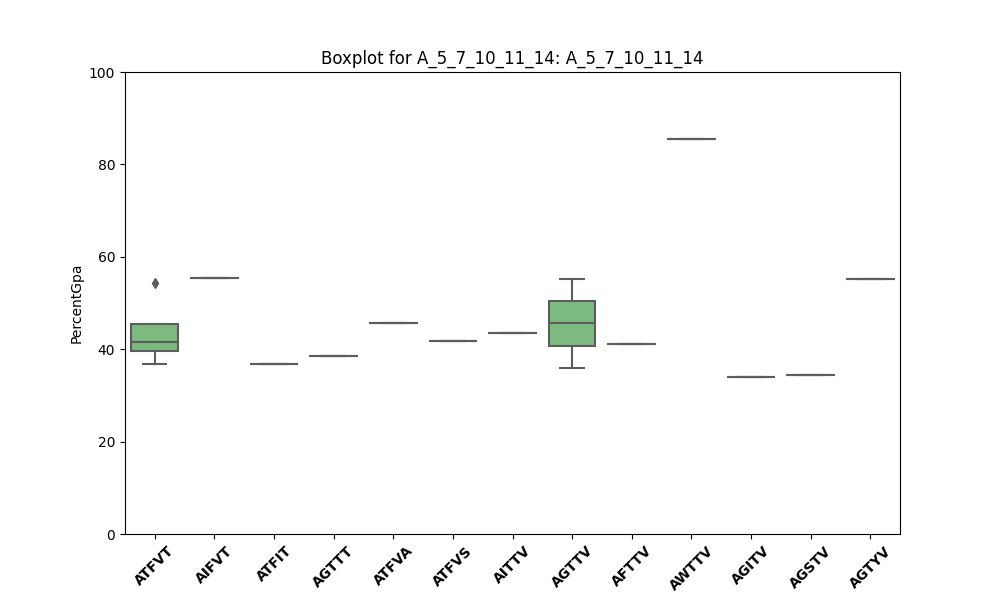 Boxplot for A_5_7_10_11_14: A_5_7_10_11_14
100
80
60
40
20
0
PercentGpa
ATFVT
AIFVT
ATFIT
AGTTT
ATFVA
ATFVS
AITTV
AGTTV
AFTTV
AWTTV
AGITV
AGSTV
AGTYV